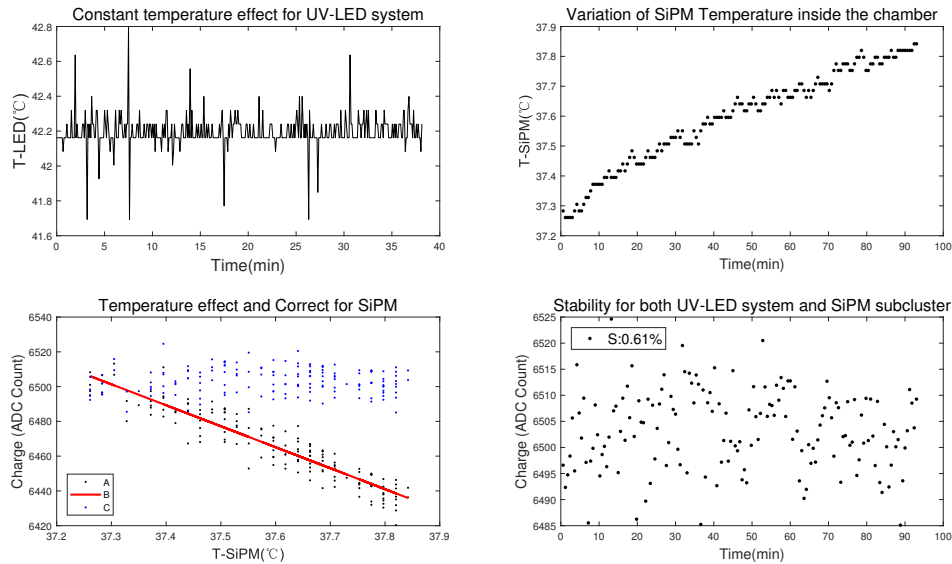 Constant temperature effect for UV-LED system
42.8
42.6
42.4
42.2
42
41.8
41.6
T-LED(℃)
0 5 10 15 20 25 30 35 40
Time(min)
Variation of SiPM Temperature inside the chamber
37.9
37.8
37.7
37.6
37.5
37.4
37.3
37.2
T-SiPM(℃)
0 10 20 30 40 50 60 70 80 90 100
Time(min)
Temperature effect and Correct for SiPM
6540
6520
6500
6480
6460
6440
6420
Charge (ADC Count)
A
B
C
37.2 37.3 37.4 37.5 37.6 37.7 37.8 37.9
T-SiPM(℃)
Stability for both UV-LED system and SiPM subcluster
6525
6520
6515
6510
6505
6500
6495
6490
6485
Charge (ADC Count)
S:0.61%
0 10 20 30 40 50 60 70 80 90 100
Time(min)